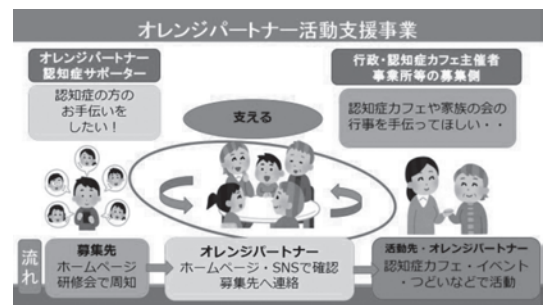 オレンジパートナー活動支援事業
オレンジパートナー
認知症サポーター
認知症の方の
お手伝いを
したい！
行政・認知症カフェ主催者
事業所等の募集側
認知症カフェや家族の会の
行事を手伝ってほしい・・
支える
流れ
募集先
ホームページ
研修会で周知
オレンジパートナー
ホームページ・SNSで確認
募集先へ連絡
活動先・オレンジパートナー
認知症カフェ・イベント
・つどいなどで活動